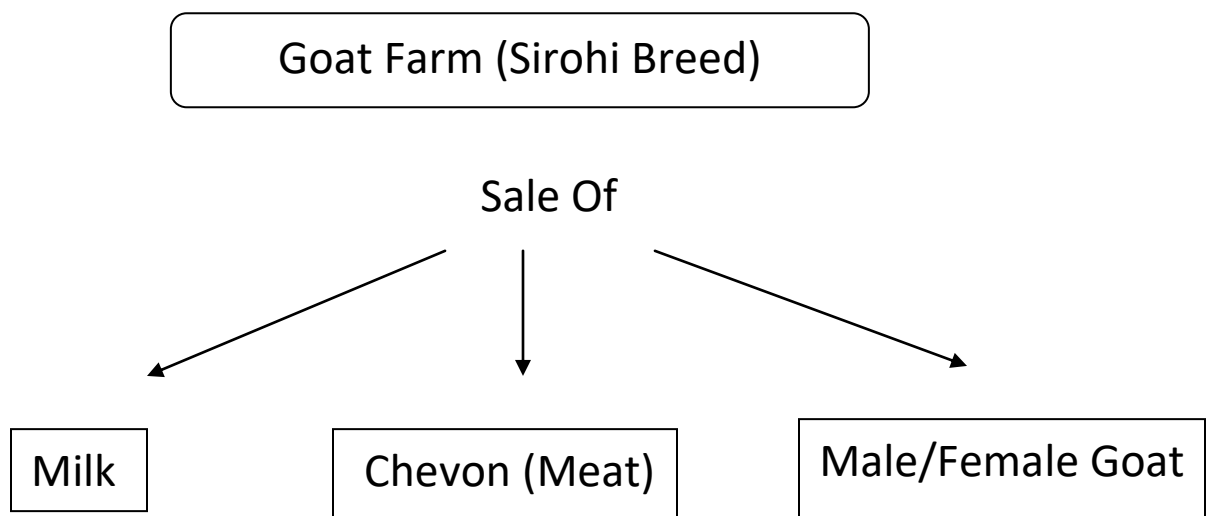 Goat Farm (Sirohi Breed)
Sale Of
Milk
Chevon (Meat)
Male/Female Goat